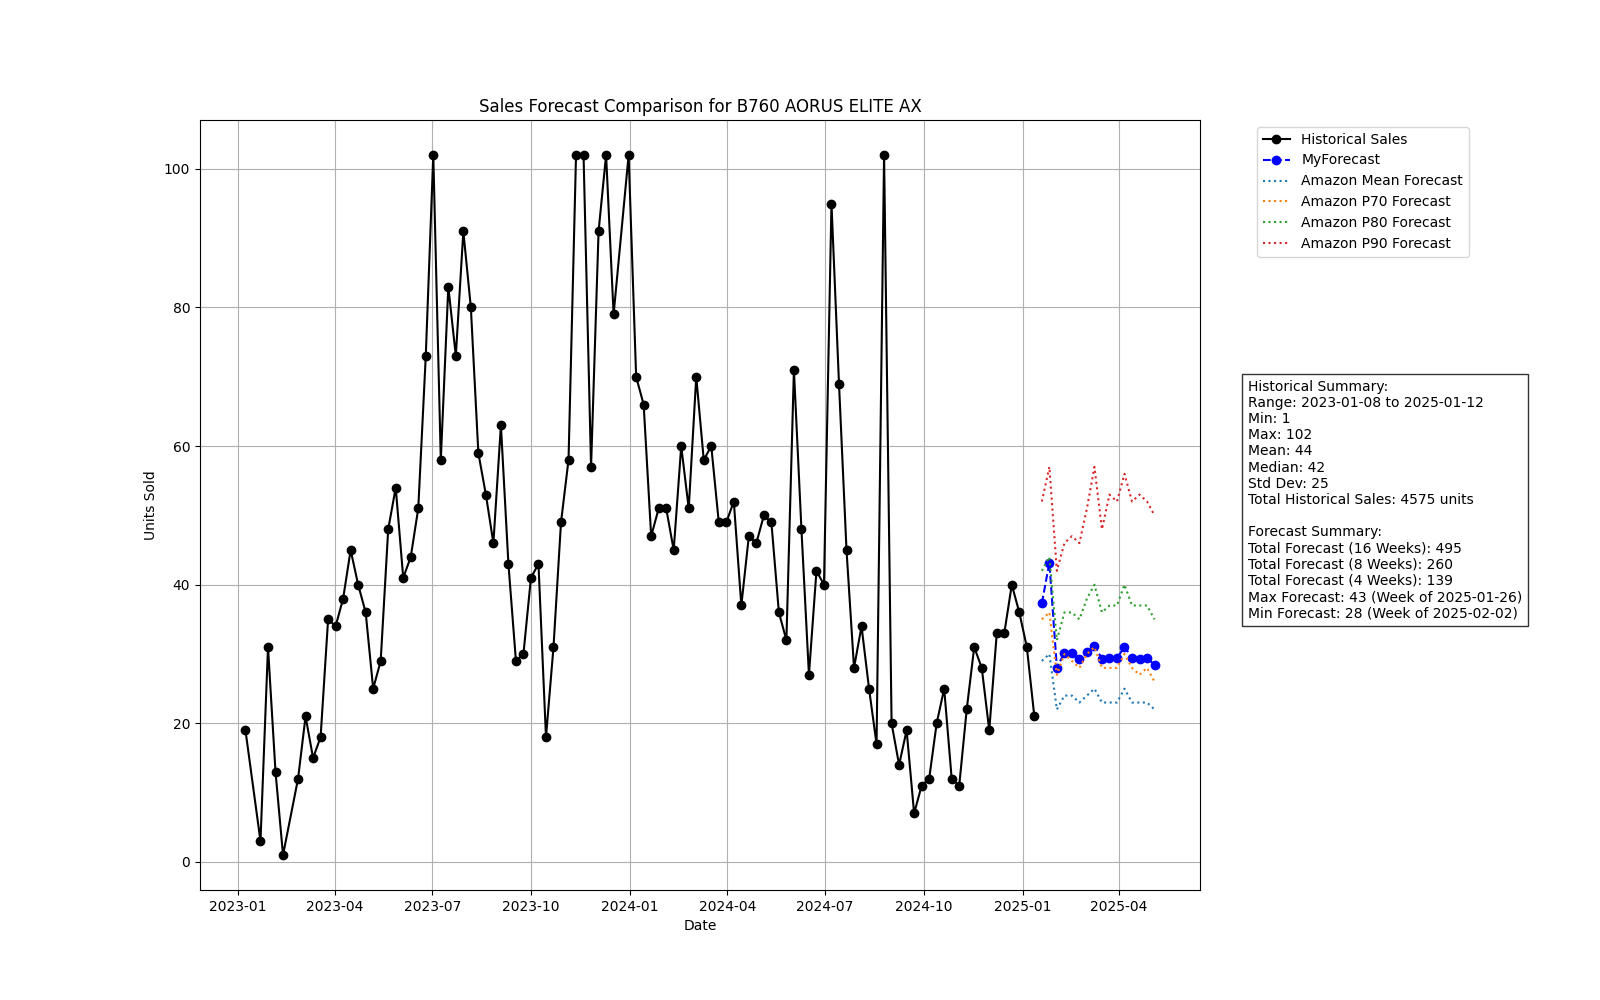 Sales Forecast Comparison for B760 AORUS ELITE AX
Units Sold
100
80
60
40
20
0
2023-01
2023-04
2023-07
2023-10
2024-01
2024-04
2024-07
2024-10
2025-01
2025-04
Date
Historical Sales
MyForecast
Amazon Mean Forecast
Amazon P70 Forecast
Amazon P80 Forecast
Amazon P90 Forecast
Historical Summary:
Range: 2023-01-08 to 2025-01-12
Min: 1
Max: 102
Mean: 44
Median: 42
Std Dev: 25
Total Historical Sales: 4575 units
Forecast Summary:
Total Forecast (16 Weeks): 495
Total Forecast (8 Weeks): 260
Total Forecast (4 Weeks): 139
Max Forecast: 43 (Week of 2025-01-26)
Min Forecast: 28 (Week of 2025-02-02)